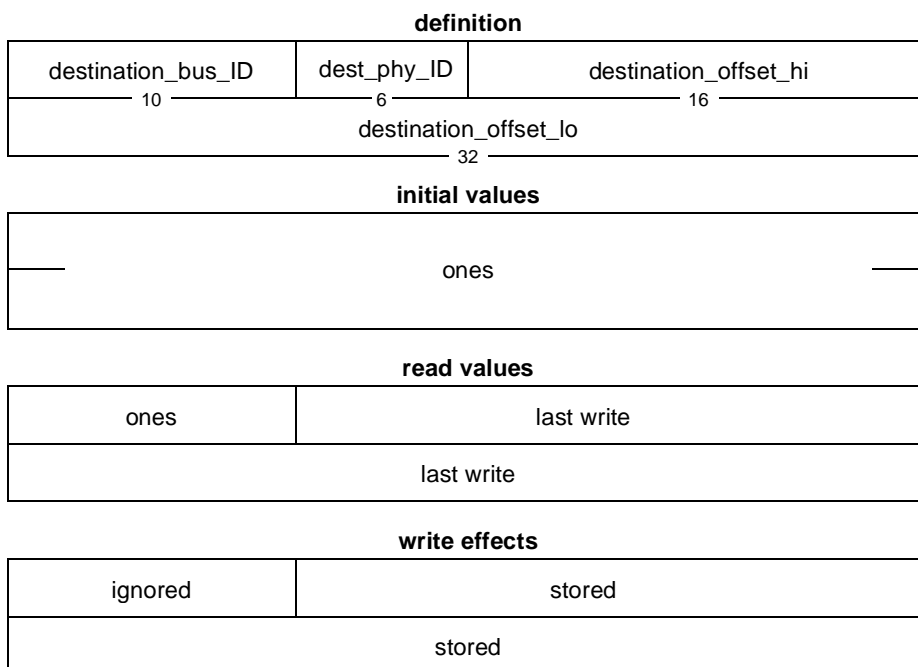 definition
destination_bus_ID dest_phy_ID destination_offset_hi
10 6 16
destination_offset_lo
32
initial values
ones
read values
ones last write
last write
write effects
ignored stored
stored